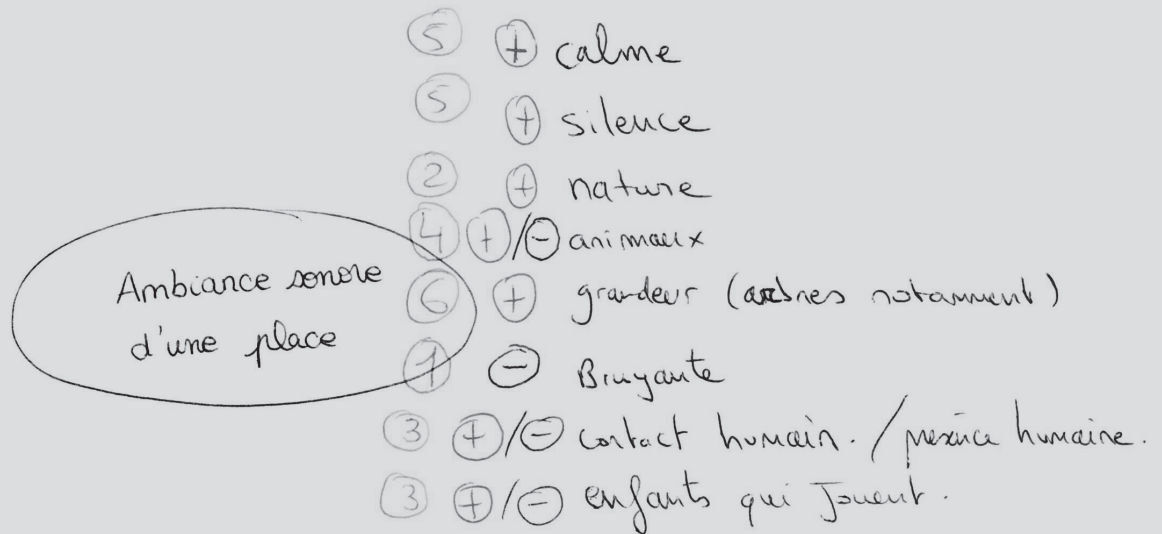 5 + calme
5 + silence
2 + nature
4 +/- animaux
Ambiance sonore
6 + grandeur (arbres notamment)
d'une place
1 - Bruyante
3 +/- contact humain. / présence humaine.
3 +/- enfants qui Jouent.